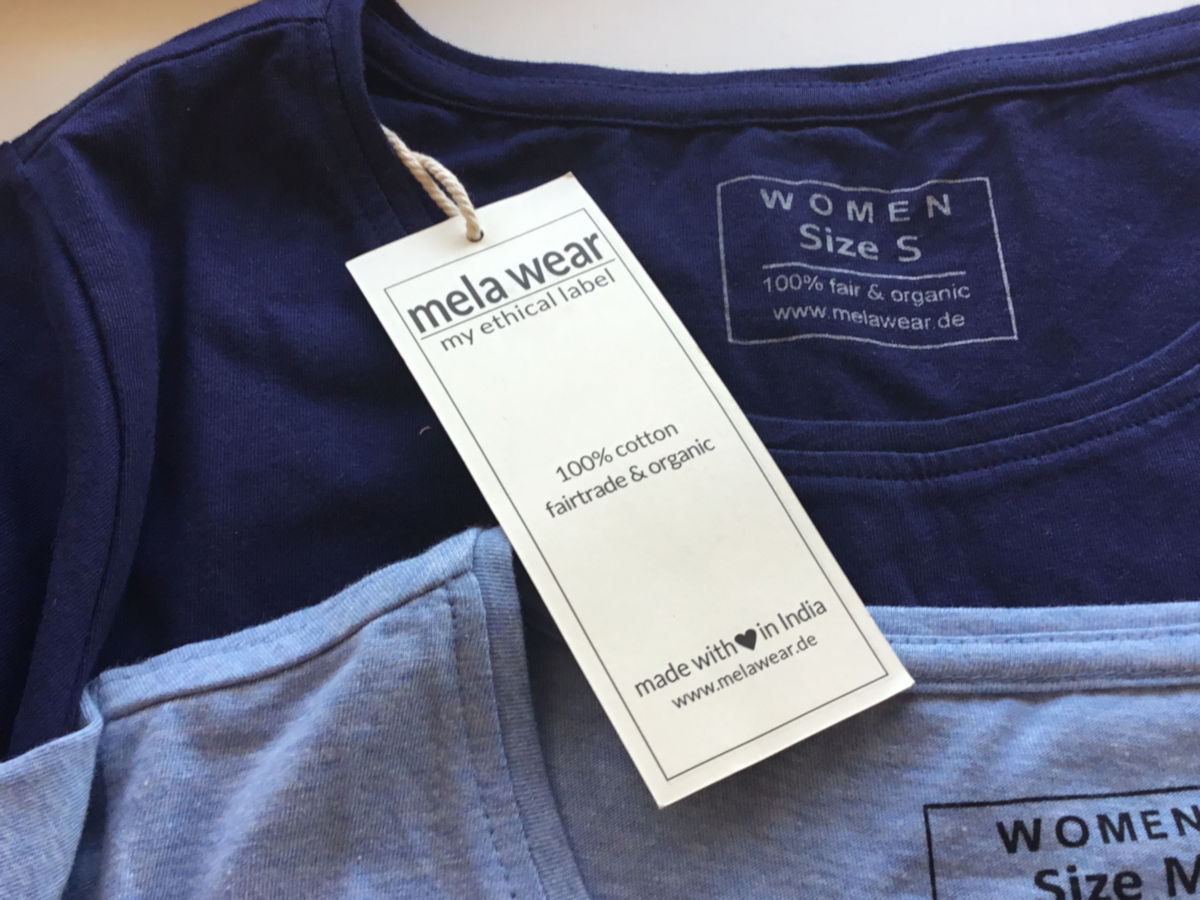 mela wear
my ethical label
100% cotton
fairtrade & organic
made with♥in India
www.melawear.de
WOMEN
Size S
100% fair & organic
www.melawear.de
WOMEN
Size M